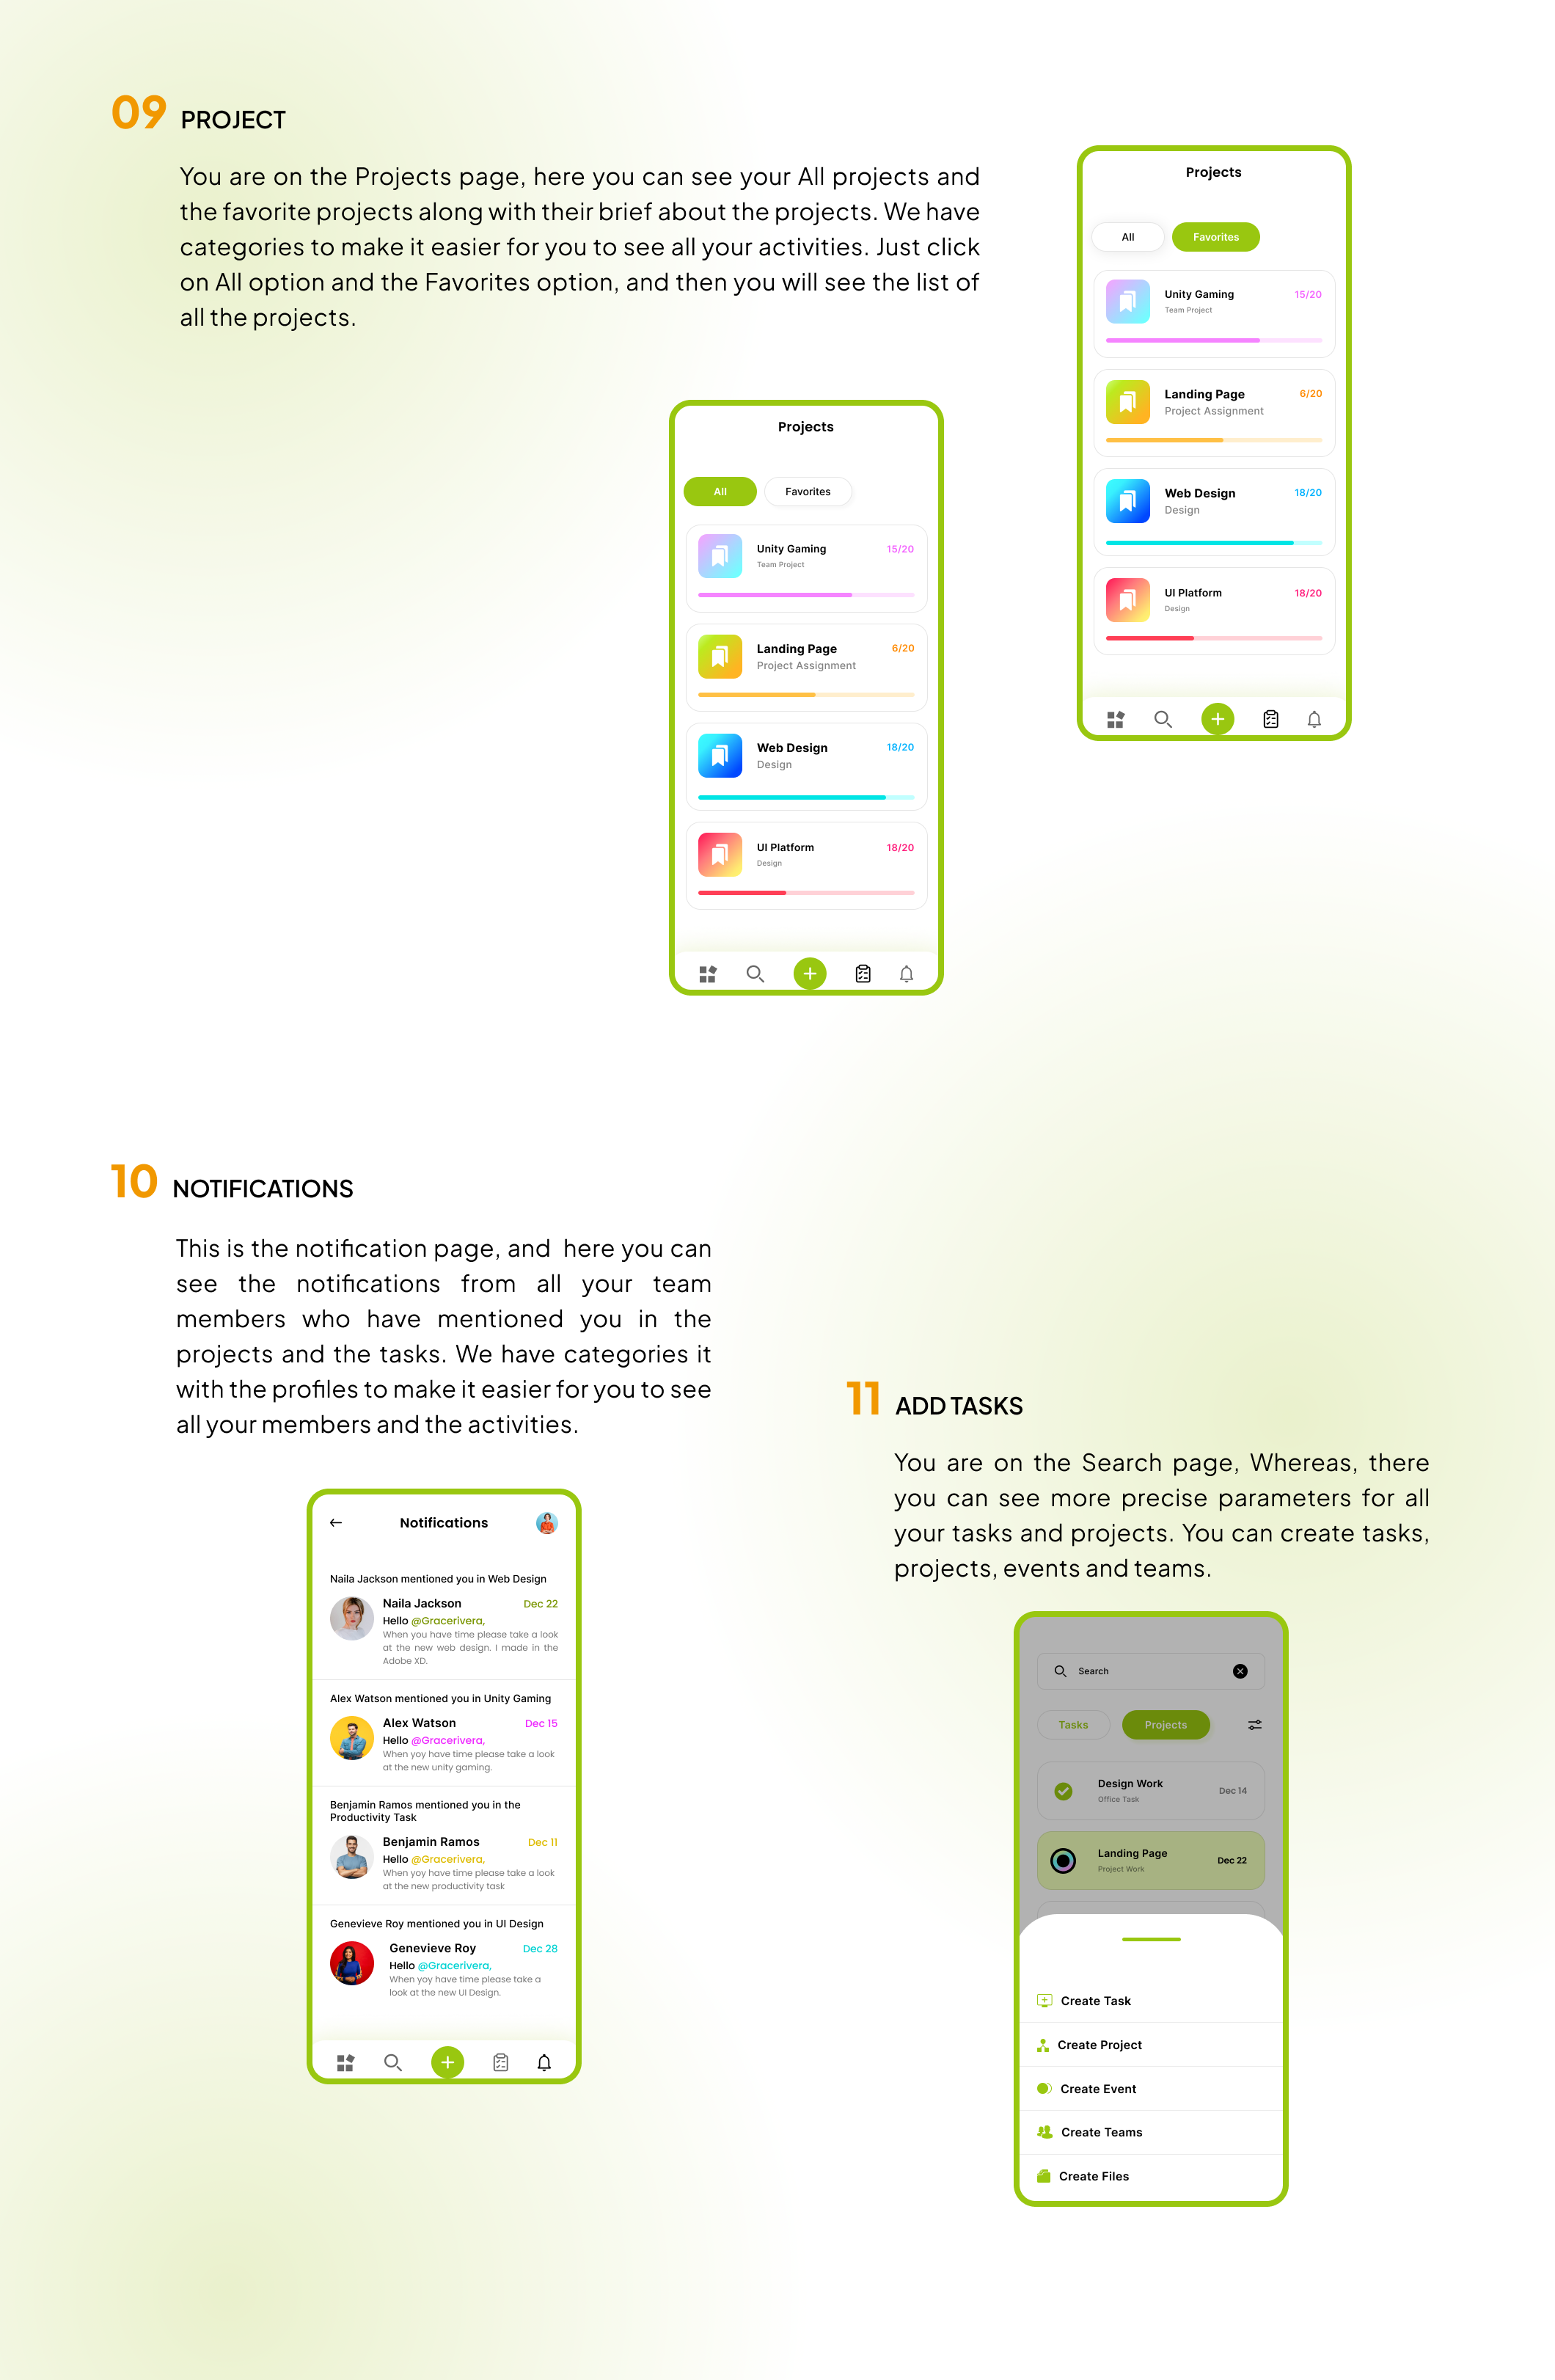 09 PROJECT
You are on the Projects page, here you can see your All projects and
the favorite projects along with their brief about the projects. We have
categories to make it easier for you to see all your activities. Just click
on All option and the Favorites option, and then you will see the list of
all the projects.
Projects
All Favorites
Unity Gaming 15/20
Team Project
Landing Page 6/20
Project Assignment
Web Design 18/20
Design
UI Platform 18/20
Design
Projects
All Favorites
Unity Gaming 15/20
Team Project
Landing Page 6/20
Project Assignment
Web Design 18/20
Design
UI Platform 18/20
Design
10 NOTIFICATIONS
This is the notification page, and here you can
see the notifications from all your team
members who have mentioned you in the
projects and the tasks. We have categories it
with the profiles to make it easier for you to see
all your members and the activities.
Notifications
Naila Jackson mentioned you in Web Design
Naila Jackson Dec 22
Hello @Gracerivera,
When you have time please take a look
at the new web design. I made in the
Adobe XD.
Alex Watson mentioned you in Unity Gaming
Alex Watson Dec 15
Hello @Gracerivera,
When yoy have time please take a look
at the new unity gaming.
Benjamin Ramos mentioned you in the
Productivity Task
Benjamin Ramos Dec 11
Hello @Gracerivera,
When yoy have time please take a look
at the new productivity task
Genevieve Roy mentioned you in UI Design
Genevieve Roy Dec 28
Hello @Gracerivera,
When yoy have time please take a
look at the new UI Design.
11 ADD TASKS
You are on the Search page, Whereas, there
you can see more precise parameters for all
your tasks and projects. You can create tasks,
projects, events and teams.
Search
Tasks Projects
Design Work Dec 14
Office Task
Landing Page Dec 22
Project Work
Create Task
Create Project
Create Event
Create Teams
Create Files